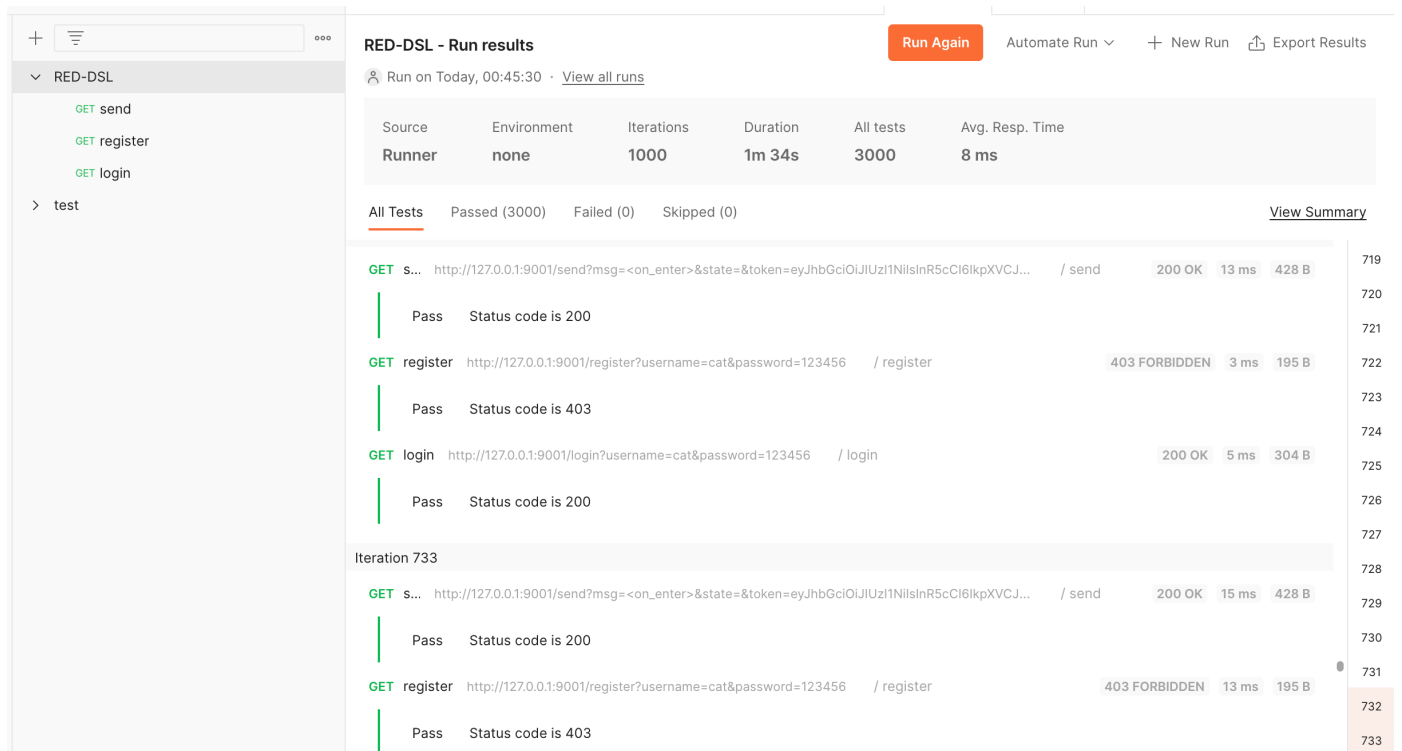 RED-DSL - Run results
Run Again
Automate Run
New Run
Export Results
Run on Today, 00:45:30 · View all runs
RED-DSL
GET send
GET register
GET login
test
Source Environment Iterations Duration All tests Avg. Resp. Time
Runner none 1000 1m 34s 3000 8 ms
All Tests Passed (3000) Failed (0) Skipped (0) View Summary
GET s... http://127.0.0.1:9001/send?msg=<on_enter>&state=&token=eyJhbGciOiJIUzI1NiIsInR5cCI6IkpXVCJ... / send 200 OK 13 ms 428 B
Pass Status code is 200
GET register http://127.0.0.1:9001/register?username=cat&password=123456 / register 403 FORBIDDEN 3 ms 195 B
Pass Status code is 403
GET login http://127.0.0.1:9001/login?username=cat&password=123456 / login 200 OK 5 ms 304 B
Pass Status code is 200
Iteration 733
GET s... http://127.0.0.1:9001/send?msg=<on_enter>&state=&token=eyJhbGciOiJIUzI1NiIsInR5cCI6IkpXVCJ... / send 200 OK 15 ms 428 B
Pass Status code is 200
GET register http://127.0.0.1:9001/register?username=cat&password=123456 / register 403 FORBIDDEN 13 ms 195 B
Pass Status code is 403
719
720
721
722
723
724
725
726
727
728
729
730
731
732
733